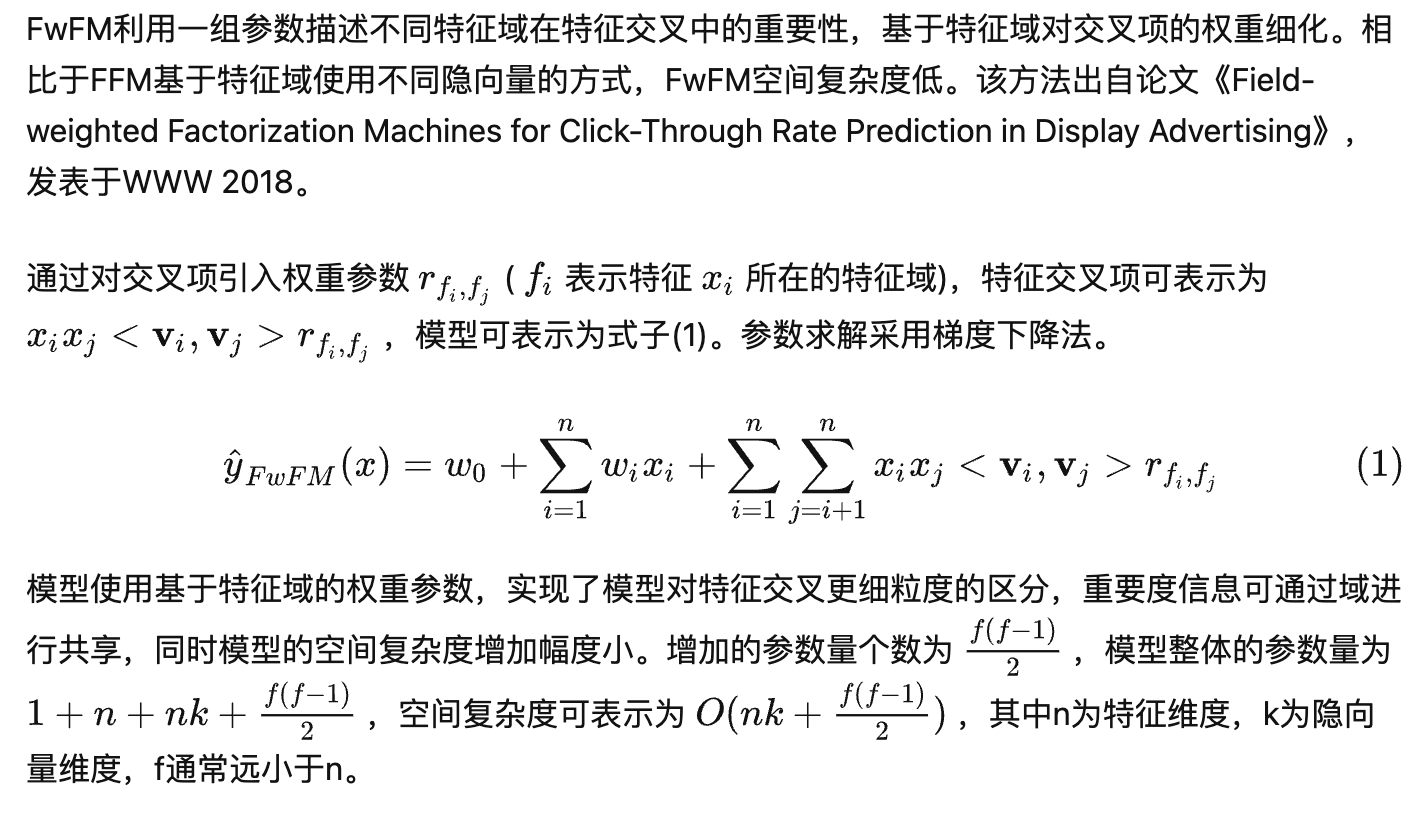 FwFM利用一组参数描述不同特征域在特征交叉中的重要性，基于特征域对交叉项的权重细化。相
比于FFM基于特征域使用不同隐向量的方式，FwFM空间复杂度低。该方法出自论文《Field-
weighted Factorization Machines for Click-Through Rate Prediction in Display Advertising》，
发表于WWW 2018。
通过对交叉项引入权重参数 $r_{f_i,f_j}$ ( $f_i$ 表示特征 $x_i$ 所在的特征域)，特征交叉项可表示为
$x_i x_j < \mathbf{v}_i, \mathbf{v}_j > r_{f_i,f_j}$ ，模型可表示为式子(1)。参数求解采用梯度下降法。
$\hat{y}_{FwFM}(x) = w_0 + \sum_{i=1}^{n} w_i x_i + \sum_{i=1}^{n} \sum_{j=i+1}^{n} x_i x_j < \mathbf{v}_i, \mathbf{v}_j > r_{f_i,f_j}$ (1)
模型使用基于特征域的权重参数，实现了模型对特征交叉更细粒度的区分，重要度信息可通过域进
行共享，同时模型的空间复杂度增加幅度小。增加的参数量个数为 $\frac{f(f-1)}{2}$ ，模型整体的参数量为
$1 + n + nk + \frac{f(f-1)}{2}$ ，空间复杂度可表示为 $O(nk + \frac{f(f-1)}{2})$ ，其中n为特征维度，k为隐向
量维度，f通常远小于n。